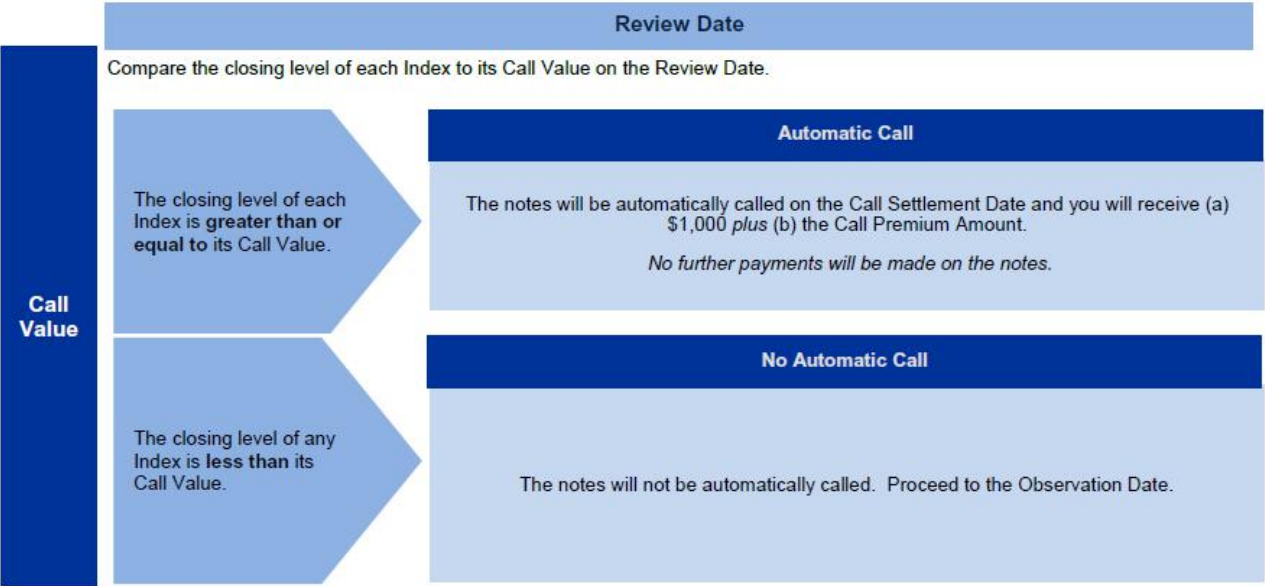 Review Date
Compare the closing level of each Index to its Call Value on the Review Date.
Call
Value
The closing level of each
Index is greater than or
equal to its Call Value.
Automatic Call
The notes will be automatically called on the Call Settlement Date and you will receive (a)
$1,000 plus (b) the Call Premium Amount.
No further payments will be made on the notes.
The closing level of any
Index is less than its
Call Value.
No Automatic Call
The notes will not be automatically called.  Proceed to the Observation Date.